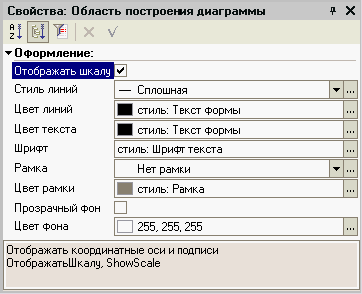 Свойства: Область построения диаграммы
Оформление:
Отображать шкалу
Стиль линий Сплошная ...
Цвет линий стиль: Текст формы ...
Цвет текста стиль: Текст формы ...
Шрифт стиль: Шрифт текста ...
Рамка Нет рамки ...
Цвет рамки стиль: Рамка ...
Прозрачный фон
Цвет фона 255, 255, 255 ...
Отображать координатные оси и подписи
ОтображатьШкалу, ShowScale